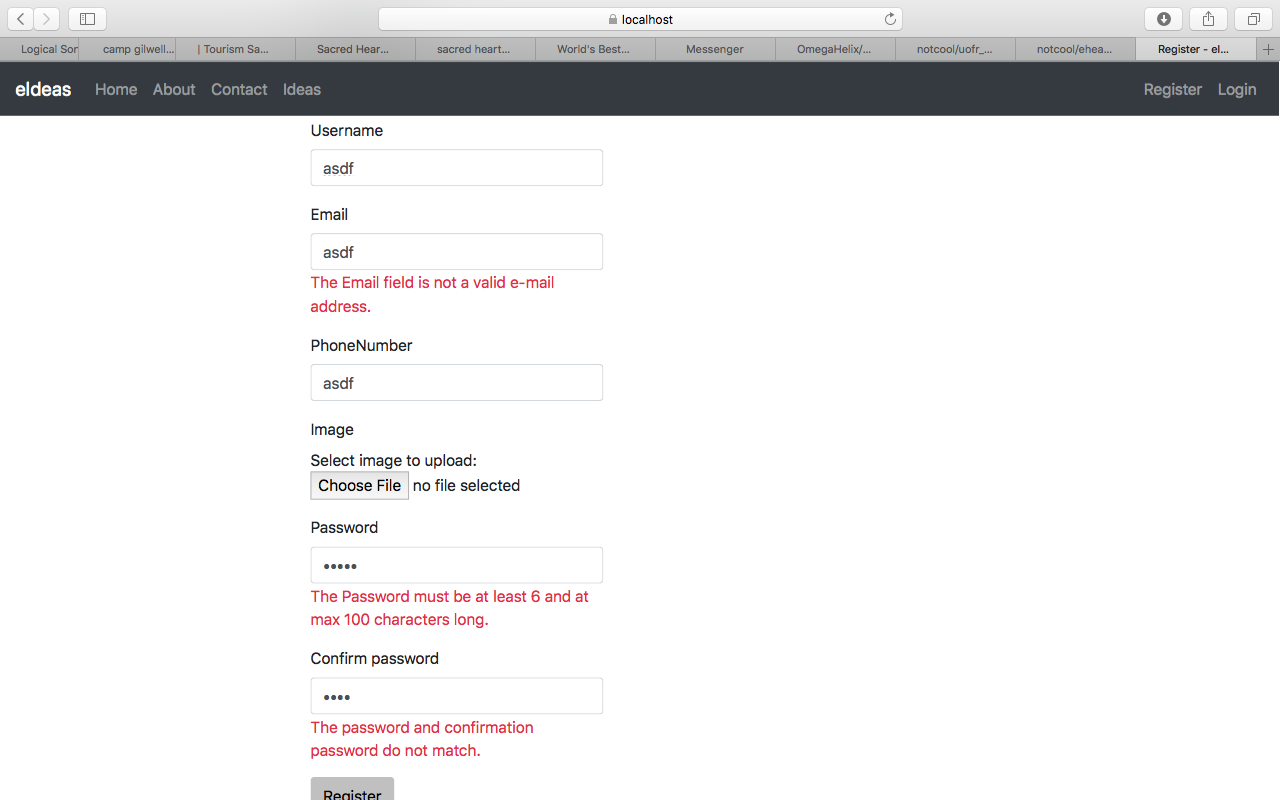 localhost
Logical Sor
camp gilwell...
| Tourism Sa...
Sacred Hear...
sacred heart...
World's Best...
Messenger
OmegaHelix/...
notcool/uofr_...
notcool/ehea...
Register - el...
eIdeas Home About Contact Ideas Register Login
Username
asdf
Email
asdf
The Email field is not a valid e-mail
address.
PhoneNumber
asdf
Image
Select image to upload:
Choose File no file selected
Password
•••••
The Password must be at least 6 and at
max 100 characters long.
Confirm password
••••
The password and confirmation
password do not match.
Register